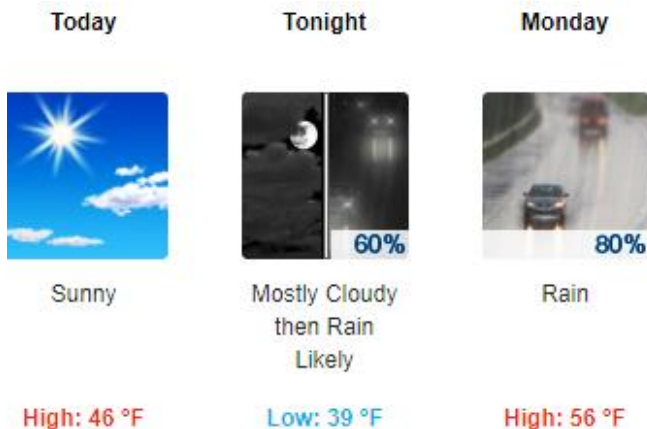 Today
Tonight
Monday
60%
80%
Sunny
Mostly Cloudy
then Rain
Likely
Rain
High: 46 °F
Low: 39 °F
High: 56 °F